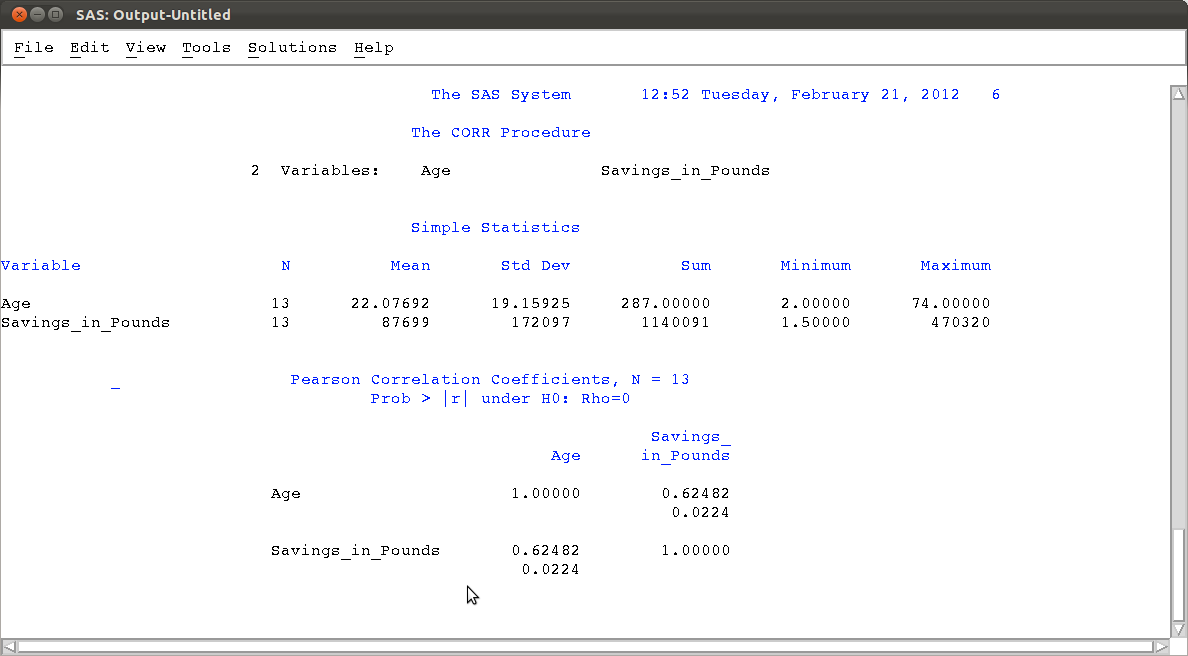 SAS: Output-Untitled
File Edit View Tools Solutions Help
The SAS System 12:52 Tuesday, February 21, 2012 6
The CORR Procedure
2 Variables: Age Savings_in_Pounds
Simple Statistics
Variable N Mean Std Dev Sum Minimum Maximum
Age 13 22.07692 19.15925 287.00000 2.00000 74.00000
Savings_in_Pounds 13 87699 172097 1140091 1.50000 470320
Pearson Correlation Coefficients, N = 13
Prob > |r| under H0: Rho=0
Savings_
Age in_Pounds
Age 1.00000 0.62482
0.0224
Savings_in_Pounds 0.62482 1.00000
0.0224